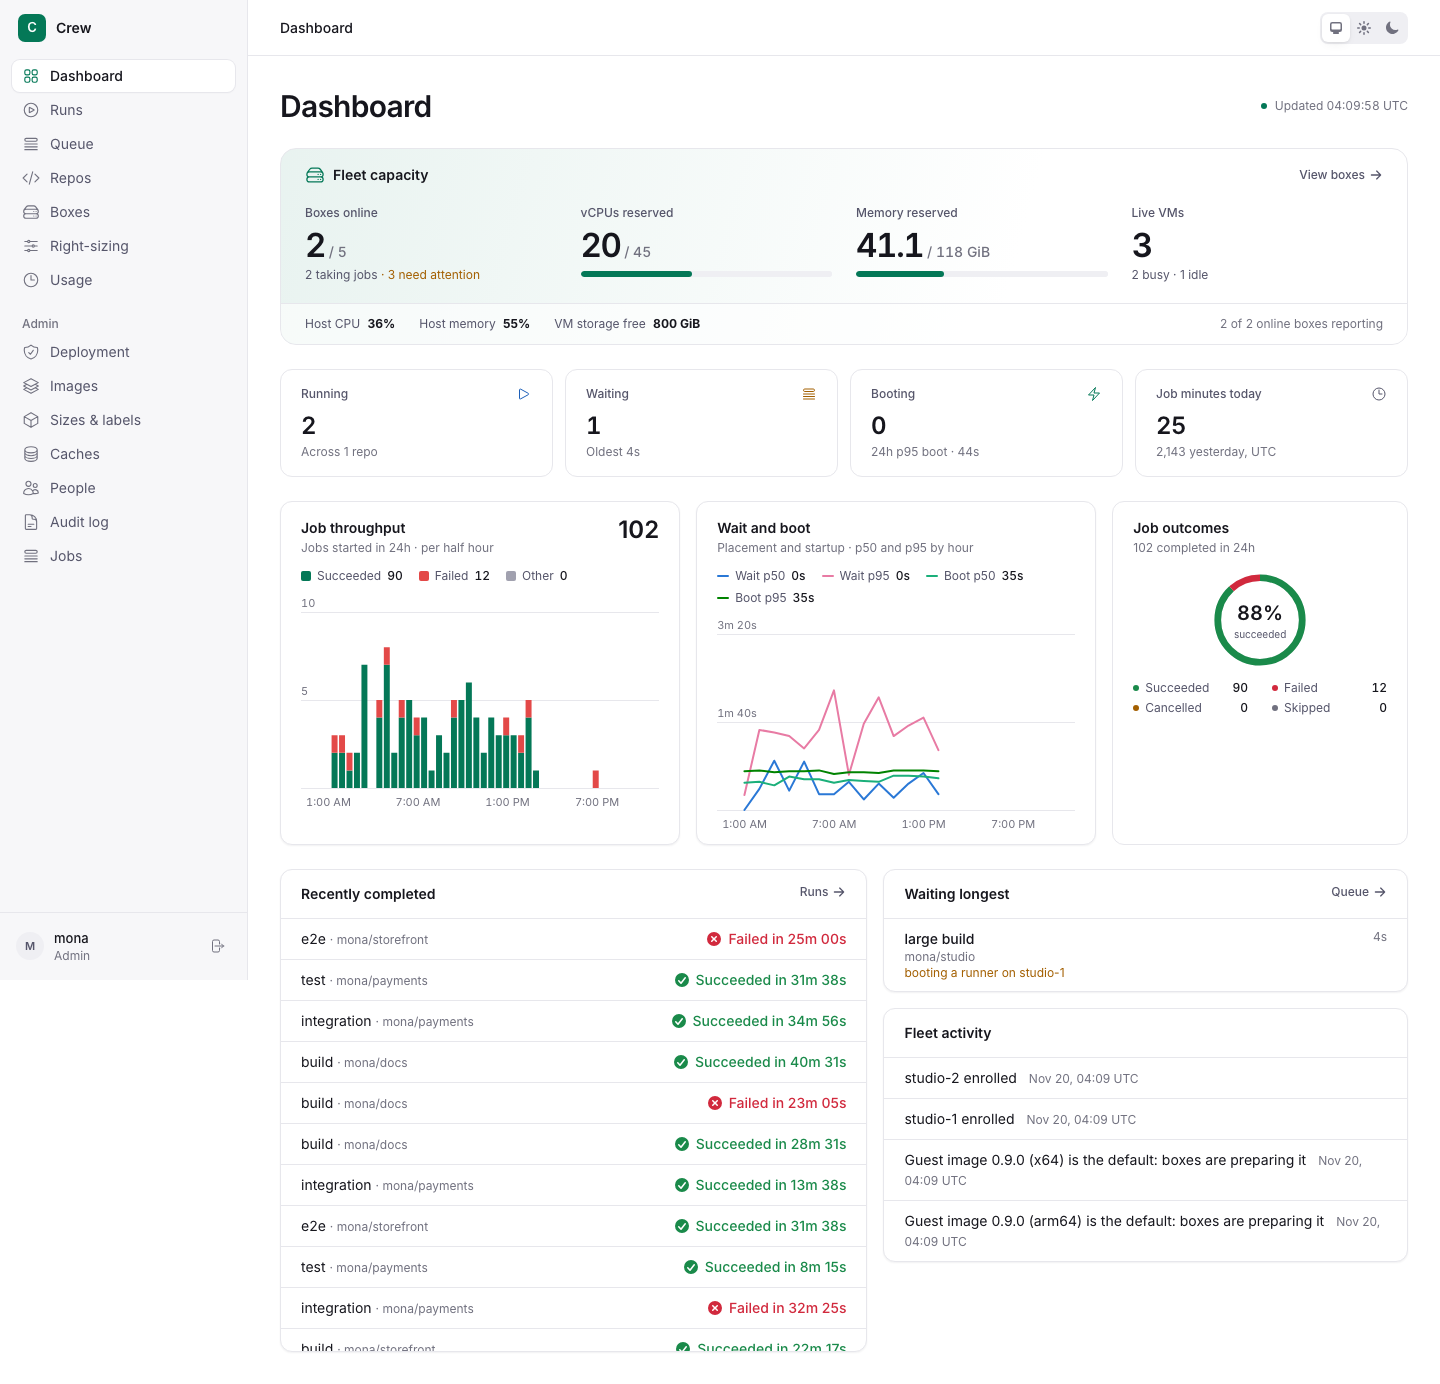 C Crew
Dashboard
Runs
Queue
Repos
Boxes
Right-sizing
Usage
Admin
Deployment
Images
Sizes & labels
Caches
People
Audit log
Jobs
M mona
Admin
Dashboard
Dashboard
Updated 04:09:58 UTC
Fleet capacity
View boxes →
Boxes online
2 / 5
2 taking jobs · 3 need attention
vCPUs reserved
20 / 45
Memory reserved
41.1 / 118 GiB
Live VMs
3
2 busy · 1 idle
Host CPU 36% Host memory 55% VM storage free 800 GiB
2 of 2 online boxes reporting
Running
2
Across 1 repo
Waiting
1
Oldest 4s
Booting
0
24h p95 boot · 44s
Job minutes today
25
2,143 yesterday, UTC
Job throughput
102
Jobs started in 24h · per half hour
Succeeded 90 Failed 12 Other 0
10
5
1:00 AM 7:00 AM 1:00 PM 7:00 PM
Wait and boot
Placement and startup · p50 and p95 by hour
Wait p50 0s Wait p95 0s Boot p50 35s
Boot p95 35s
3m 20s
1m 40s
1:00 AM 7:00 AM 1:00 PM 7:00 PM
Job outcomes
102 completed in 24h
88%
succeeded
Succeeded 90 Failed 12
Cancelled 0 Skipped 0
Recently completed
Runs →
e2e · mona/storefront Failed in 25m 00s
test · mona/payments Succeeded in 31m 38s
integration · mona/payments Succeeded in 34m 56s
build · mona/docs Succeeded in 40m 31s
build · mona/docs Failed in 23m 05s
build · mona/docs Succeeded in 28m 31s
integration · mona/payments Succeeded in 13m 38s
e2e · mona/storefront Succeeded in 31m 38s
test · mona/payments Succeeded in 8m 15s
integration · mona/payments Failed in 32m 25s
build · mona/storefront Succeeded in 22m 17s
Waiting longest
Queue →
large build 4s
mona/studio
booting a runner on studio-1
Fleet activity
studio-2 enrolled Nov 20, 04:09 UTC
studio-1 enrolled Nov 20, 04:09 UTC
Guest image 0.9.0 (x64) is the default: boxes are preparing it Nov 20,
04:09 UTC
Guest image 0.9.0 (arm64) is the default: boxes are preparing it Nov 20,
04:09 UTC